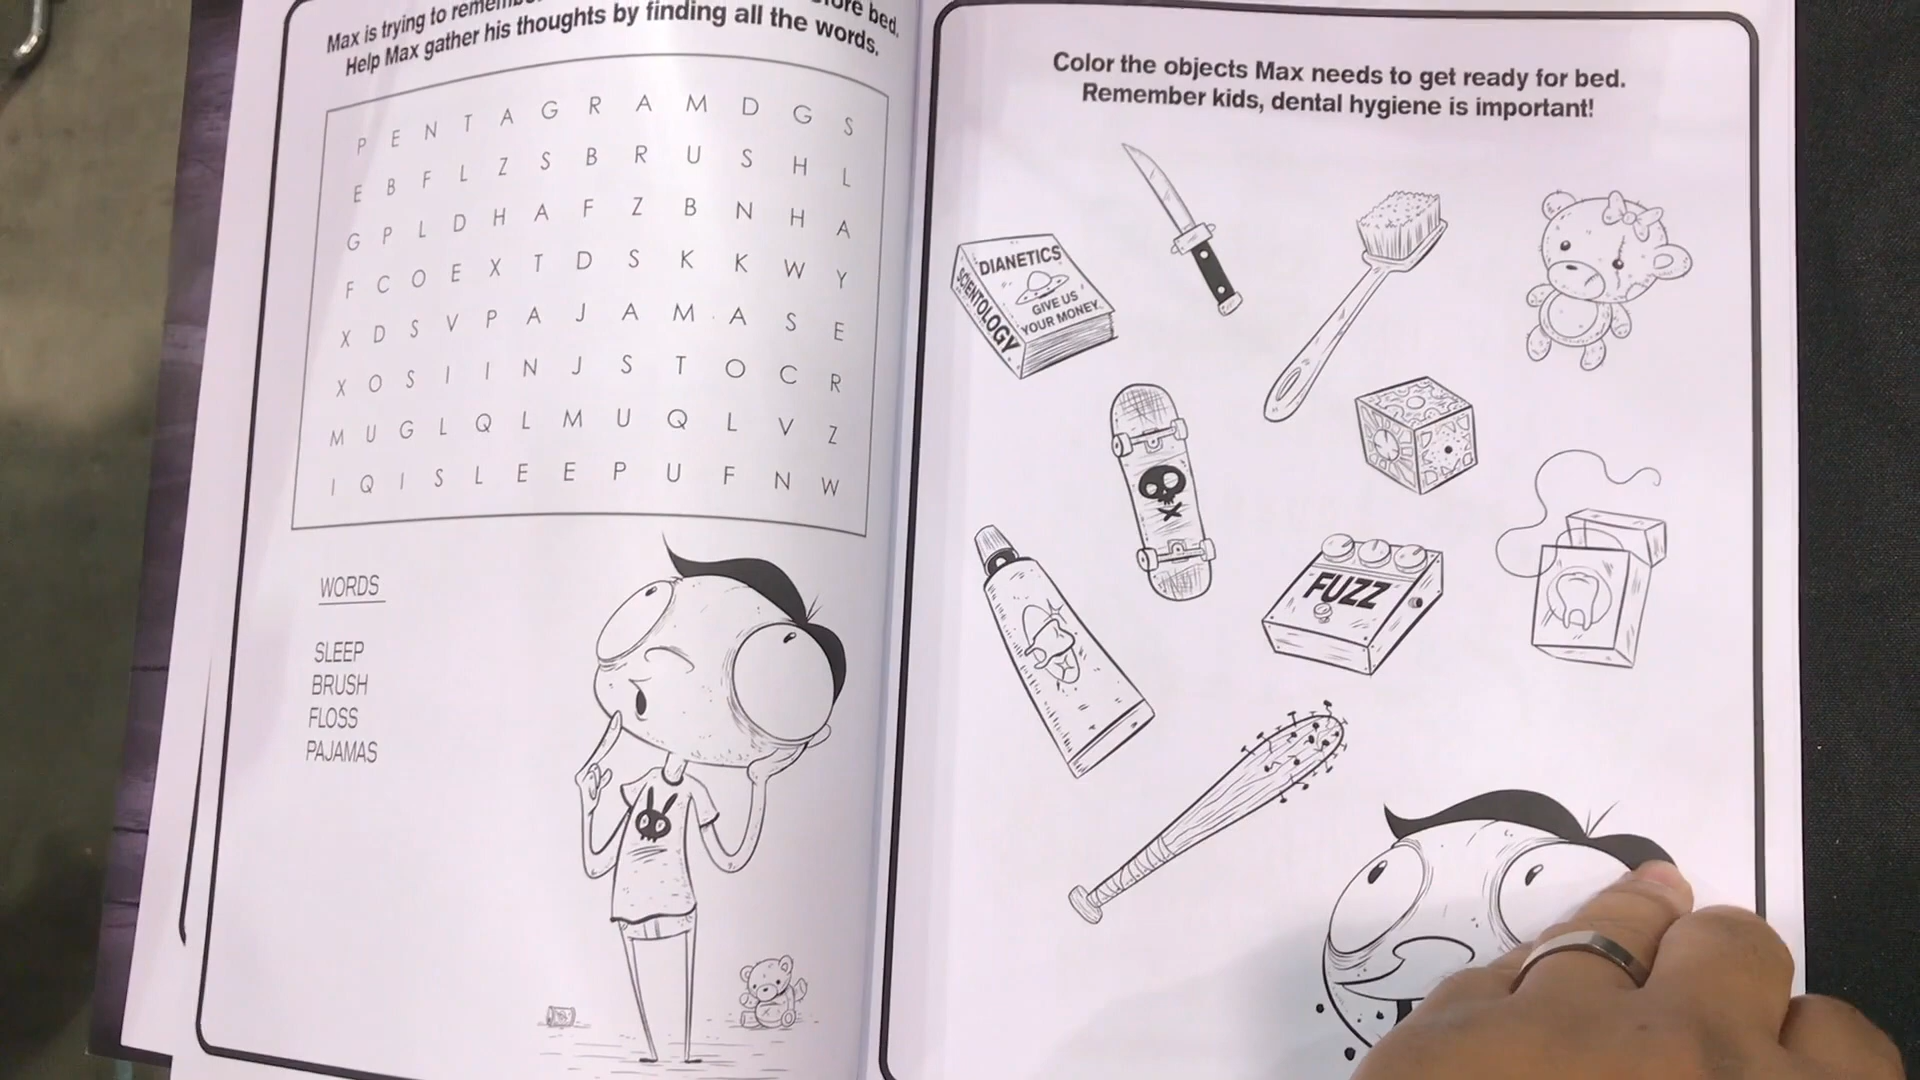 Max is trying to bed.
Help Max gather his thoughts by finding all the words.
P E N T A G R A M D G S
E B F L Z S B R U S H L
G P L D H A F Z B N H A
F C O E X T D S K K W Y
X D S V P A J A M A S E
X O S I I N J S T O C R
M U G L Q L M U Q L V Z
I Q I S L E E P U F N W
WORDS
SLEEP
BRUSH
FLOSS
PAJAMAS
Color the objects Max needs to get ready for bed.
Remember kids, dental hygiene is important!
DIANETICS
GIVE US
YOUR MONEY.
SCIENTOLOGY
FUZZ